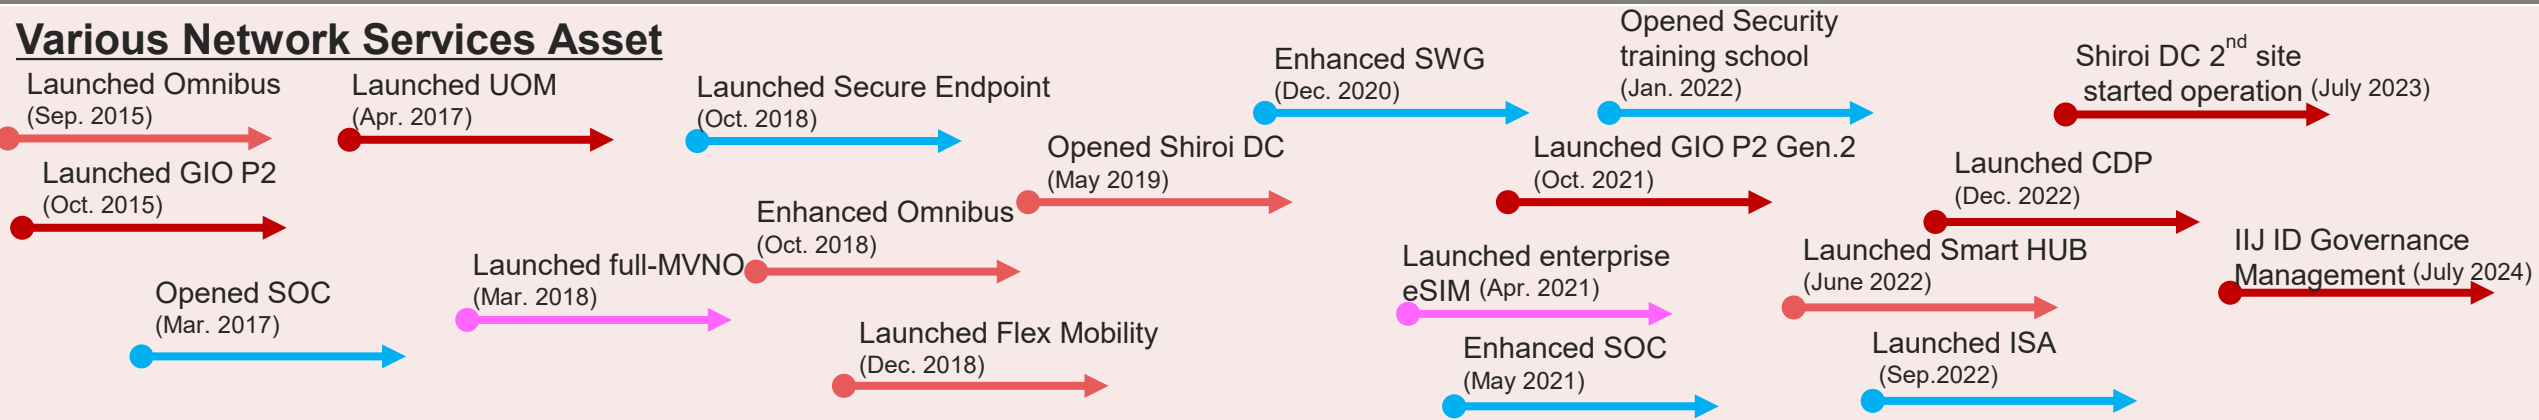 Various Network Services Asset
Launched Omnibus
(Sep. 2015)
Launched GIO P2
(Oct. 2015)
Opened SOC
(Mar. 2017)
Launched UOM
(Apr. 2017)
Launched full-MVNO
(Mar. 2018)
Launched Secure Endpoint
(Oct. 2018)
Enhanced Omnibus
(Oct. 2018)
Launched Flex Mobility
(Dec. 2018)
Opened Shiroi DC
(May 2019)
Enhanced SWG
(Dec. 2020)
Launched enterprise
eSIM (Apr. 2021)
Enhanced SOC
(May 2021)
Launched GIO P2 Gen.2
(Oct. 2021)
Opened Security
training school
(Jan. 2022)
Launched Smart HUB
(June 2022)
Launched ISA
(Sep.2022)
Launched CDP
(Dec. 2022)
Shiroi DC 2nd site
started operation (July 2023)
IIJ ID Governance
Management (July 2024)